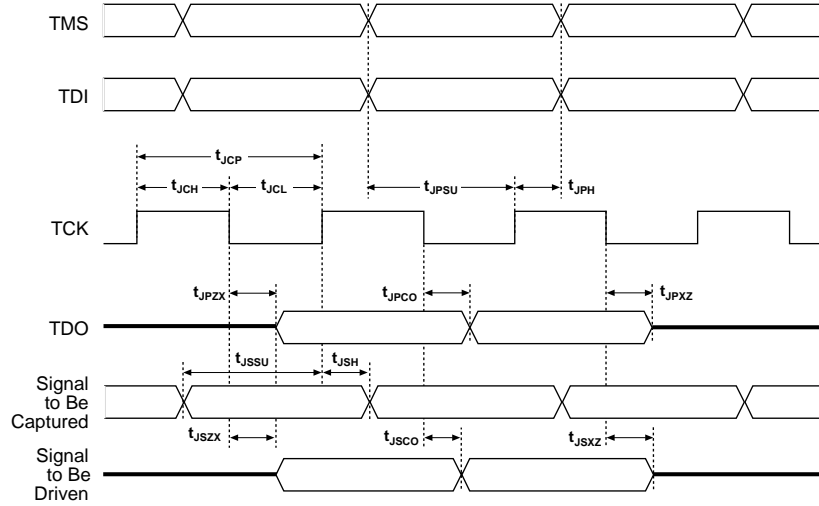 TMS
TDI
tJCP
tJCH
tJCL
tJPSU
tJPH
TCK
tJPZX
tJPCO
tJPXZ
TDO
tJSSU
tJSH
Signal
to Be
Captured
tJSZX
tJSCO
tJSXZ
Signal
to Be
Driven